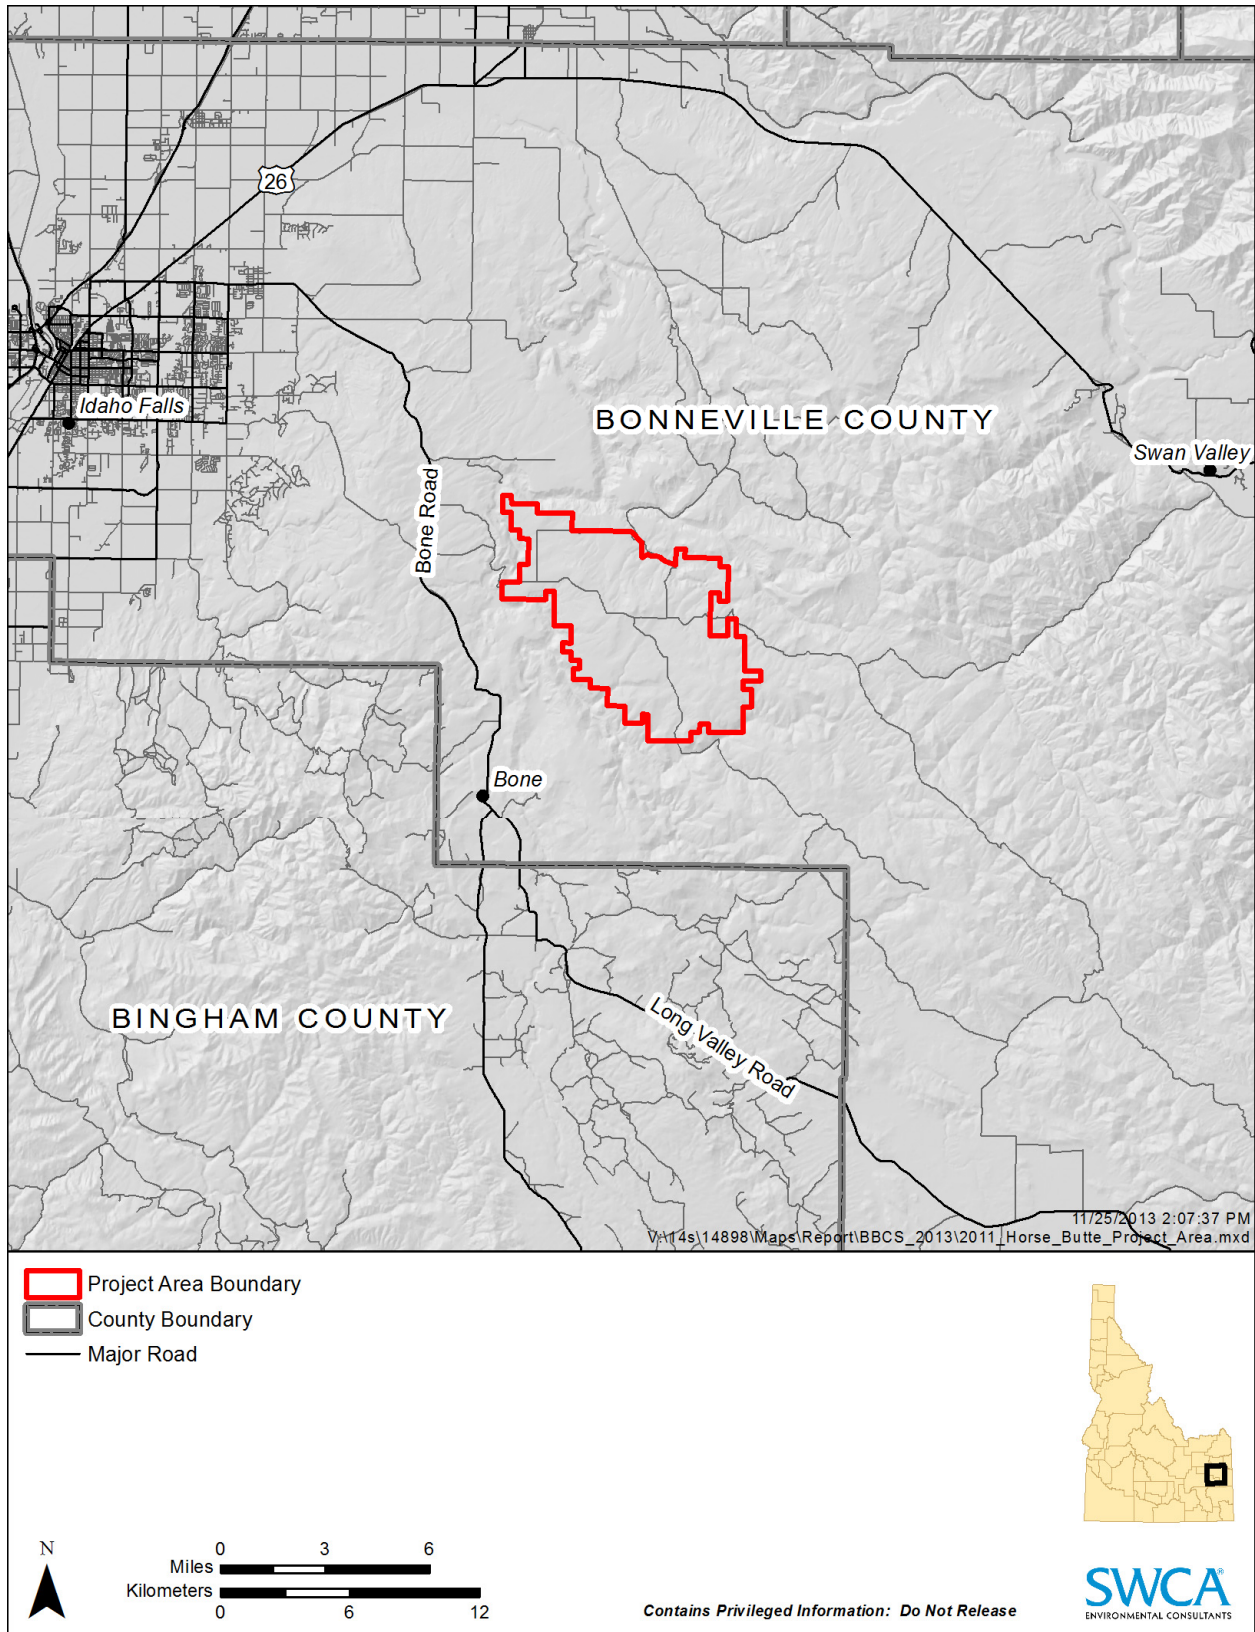 26
Idaho Falls
BONNEVILLE COUNTY
Swan Valley
Bone Road
Bone
BINGHAM COUNTY
Long Valley Road
11/25/2013 2:07:37 PM
V:\14s\14898\Maps\Report\BBCS_2013\2011_Horse_Butte_Project_Area.mxd
Project Area Boundary
County Boundary
Major Road
N
0 3 6
Miles
Kilometers
0 6 12
Contains Privileged Information: Do Not Release
SWCA®
ENVIRONMENTAL CONSULTANTS